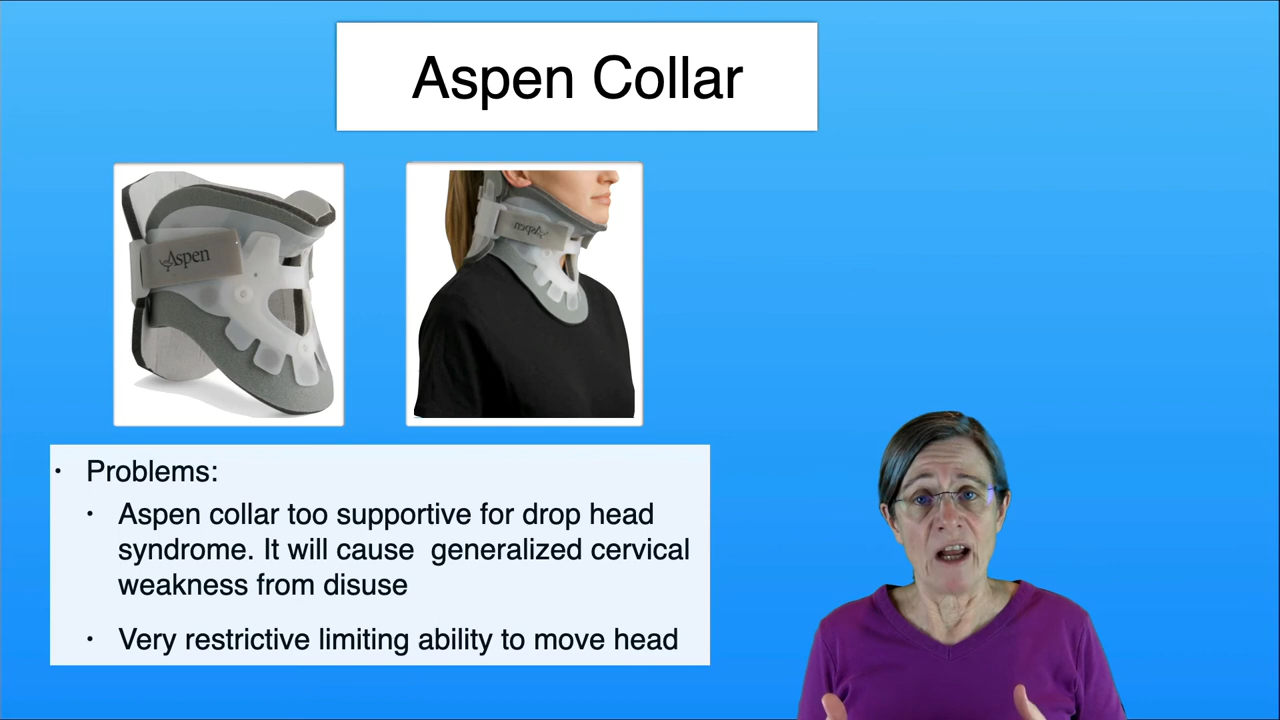 Aspen Collar
Aspen
Aspen
• Problems:
• Aspen collar too supportive for drop head
syndrome. It will cause  generalized cervical
weakness from disuse
• Very restrictive limiting ability to move head